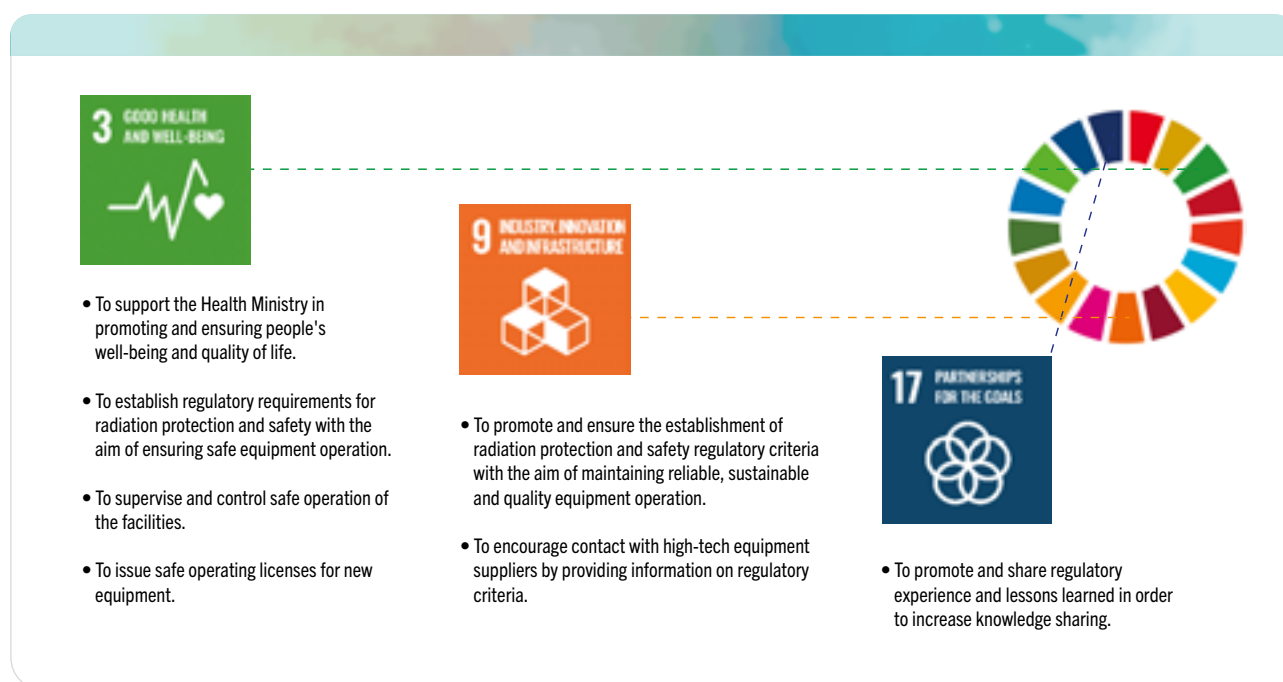 3 GOOD HEALTH
AND WELL-BEING
• To support the Health Ministry in
promoting and ensuring people's
well-being and quality of life.
• To establish regulatory requirements for
radiation protection and safety with the
aim of ensuring safe equipment operation.
• To supervise and control safe operation of
the facilities.
• To issue safe operating licenses for new
equipment.
9 INDUSTRY, INNOVATION
AND INFRASTRUCTURE
• To promote and ensure the establishment of
radiation protection and safety regulatory criteria
with the aim of maintaining reliable, sustainable
and quality equipment operation.
• To encourage contact with high-tech equipment
suppliers by providing information on regulatory
criteria.
17 PARTNERSHIPS
FOR THE GOALS
• To promote and share regulatory
experience and lessons learned in order
to increase knowledge sharing.